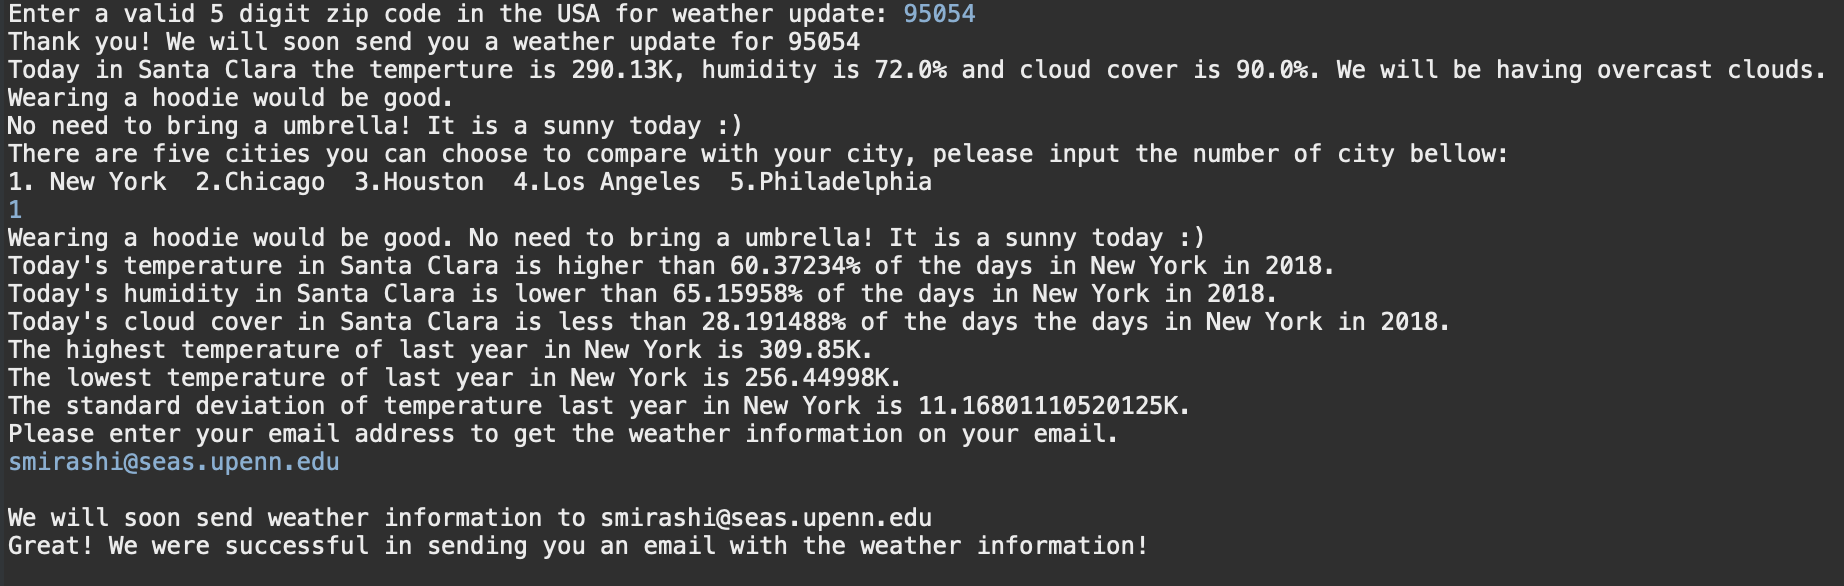 Enter a valid 5 digit zip code in the USA for weather update: 95054
Thank you! We will soon send you a weather update for 95054
Today in Santa Clara the temperture is 290.13K, humidity is 72.0% and cloud cover is 90.0%. We will be having overcast clouds.
Wearing a hoodie would be good.
No need to bring a umbrella! It is a sunny today :)
There are five cities you can choose to compare with your city, pelease input the number of city bellow:
1. New York  2.Chicago  3.Houston  4.Los Angeles  5.Philadelphia
1
Wearing a hoodie would be good. No need to bring a umbrella! It is a sunny today :)
Today's temperature in Santa Clara is higher than 60.37234% of the days in New York in 2018.
Today's humidity in Santa Clara is lower than 65.15958% of the days in New York in 2018.
Today's cloud cover in Santa Clara is less than 28.191488% of the days the days in New York in 2018.
The highest temperature of last year in New York is 309.85K.
The lowest temperature of last year in New York is 256.44998K.
The standard deviation of temperature last year in New York is 11.16801110520125K.
Please enter your email address to get the weather information on your email.
smirashi@seas.upenn.edu
We will soon send weather information to smirashi@seas.upenn.edu
Great! We were successful in sending you an email with the weather information!